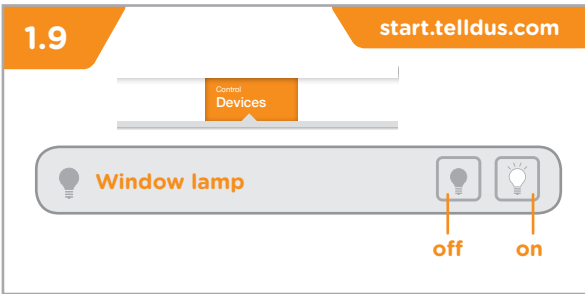 1.9
start.telldus.com
Control
Devices
Window lamp
off
on